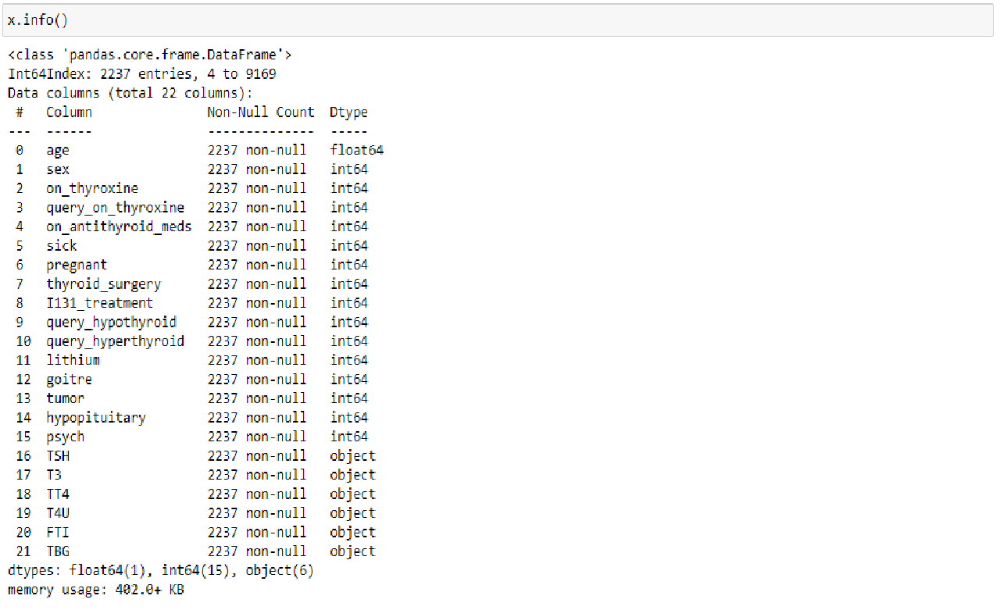 x.info()
<class 'pandas.core.frame.DataFrame'>
Int64Index: 2237 entries, 4 to 9169
Data columns (total 22 columns):
 #   Column               Non-Null Count  Dtype
---  ------               --------------  -----
 0   age                  2237 non-null   float64
 1   sex                  2237 non-null   int64
 2   on_thyroxine         2237 non-null   int64
 3   query_on_thyroxine   2237 non-null   int64
 4   on_antithyroid_meds  2237 non-null   int64
 5   sick                 2237 non-null   int64
 6   pregnant             2237 non-null   int64
 7   thyroid_surgery      2237 non-null   int64
 8   I131_treatment       2237 non-null   int64
 9   query_hypothyroid    2237 non-null   int64
 10  query_hyperthyroid   2237 non-null   int64
 11  lithium              2237 non-null   int64
 12  goitre               2237 non-null   int64
 13  tumor                2237 non-null   int64
 14  hypopituitary        2237 non-null   int64
 15  psych                2237 non-null   int64
 16  TSH                  2237 non-null   object
 17  T3                   2237 non-null   object
 18  TT4                  2237 non-null   object
 19  T4U                  2237 non-null   object
 20  FTI                  2237 non-null   object
 21  TBG                  2237 non-null   object
dtypes: float64(1), int64(15), object(6)
memory usage: 402.0+ KB